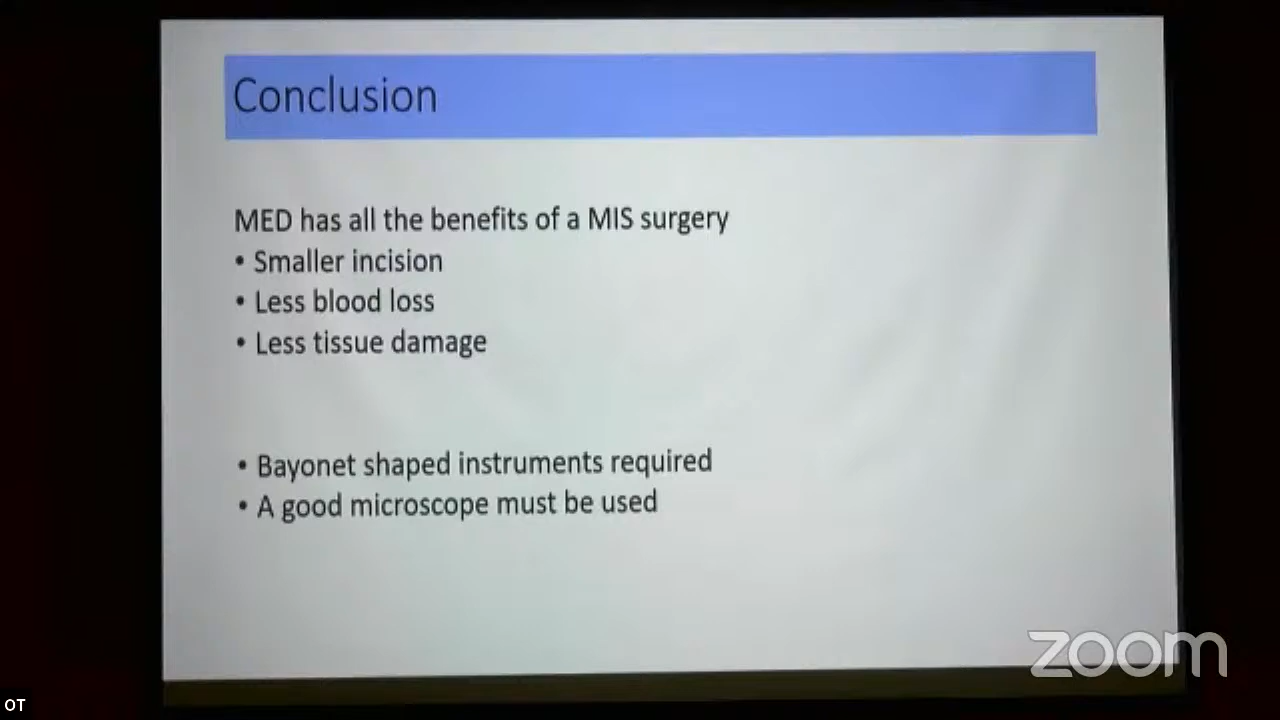 Conclusion
MED has all the benefits of a MIS surgery
• Smaller incision
• Less blood loss
• Less tissue damage
• Bayonet shaped instruments required
• A good microscope must be used
zoom
OT